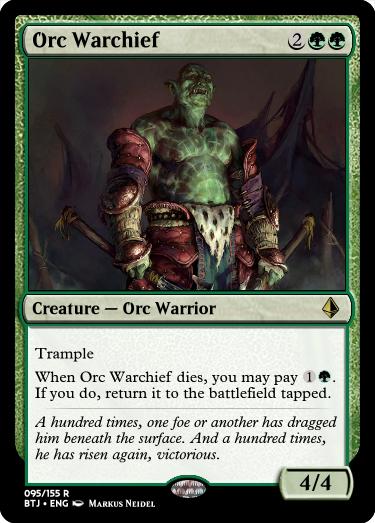 Orc Warchief 2
Creature — Orc Warrior
Trample
When Orc Warchief dies, you may pay 1 .
If you do, return it to the battlefield tapped.
A hundred times, one foe or another has dragged
him beneath the surface. And a hundred times,
he has risen again, victorious.
4/4
095/155 R
BTJ • ENG Markus Neidel